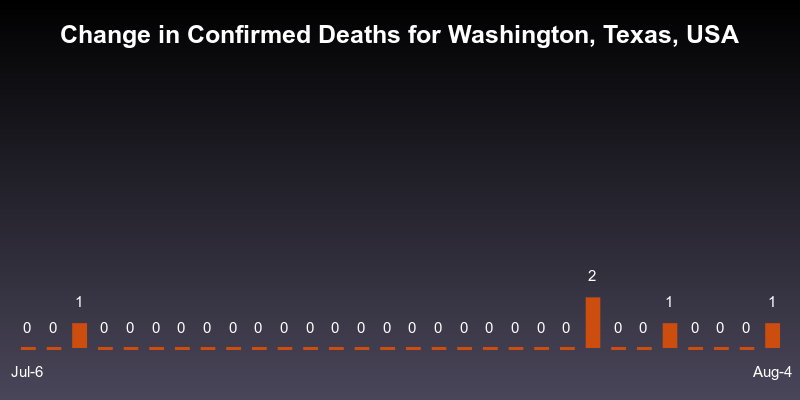 Change in Confirmed Deaths for Washington, Texas, USA
2
1 1 1
0 0 0 0 0 0 0 0 0 0 0 0 0 0 0 0 0 0 0 0 0 0 0 0 0 0
Jul-6 Aug-4